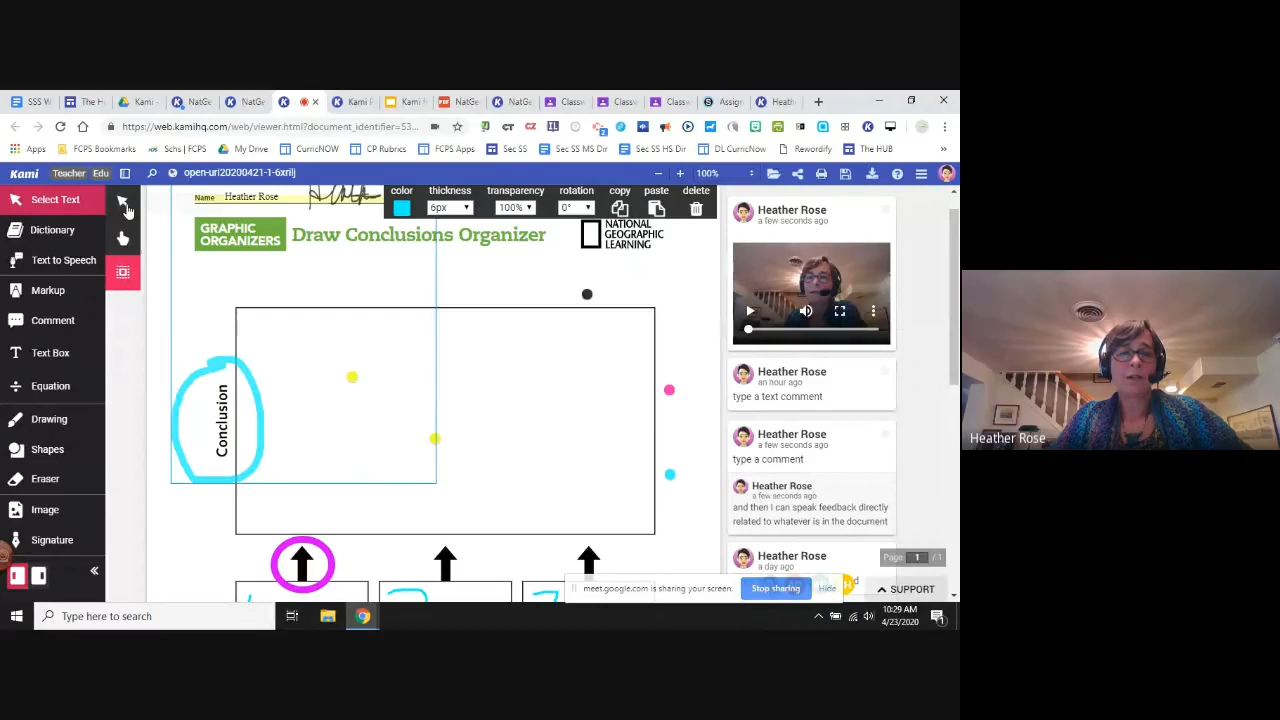 SSS W
The H
Kami -
NatGe
NatGe
Kami F
Kami f
NatGe
NatGe
Classw
Classw
Classw
Assign
Heath
https://web.kamihq.com/web/viewer.html?document_identifier=53...
Apps
FCPS Bookmarks
Schs | FCPS
My Drive
CurricNOW
CP Rubrics
FCPS Apps
Sec SS
Sec SS MS Dir
Sec SS HS Dir
DL CurricNow
Rewordify
The HUB
Kami
Teacher
Edu
open-uri20200421-1-6xrilj
100%
Select Text
Dictionary
Text to Speech
Markup
Comment
Text Box
Equation
Drawing
Shapes
Eraser
Image
Signature
color
thickness
transparency
rotation
copy
paste
delete
6px
100%
0°
Name Heather Rose
GRAPHIC
ORGANIZERS
Draw Conclusions Organizer
NATIONAL
GEOGRAPHIC
LEARNING
Conclusion
Heather Rose
a few seconds ago
Heather Rose
an hour ago
type a text comment
Heather Rose
a few seconds ago
type a comment
Heather Rose
a few seconds ago
and then I can speak feedback directly
related to whatever is in the document
Heather Rose
a day ago
Page 1 / 1
meet.google.com is sharing your screen.
Stop sharing
Hide
SUPPORT
Type here to search
10:29 AM
4/23/2020
Heather Rose